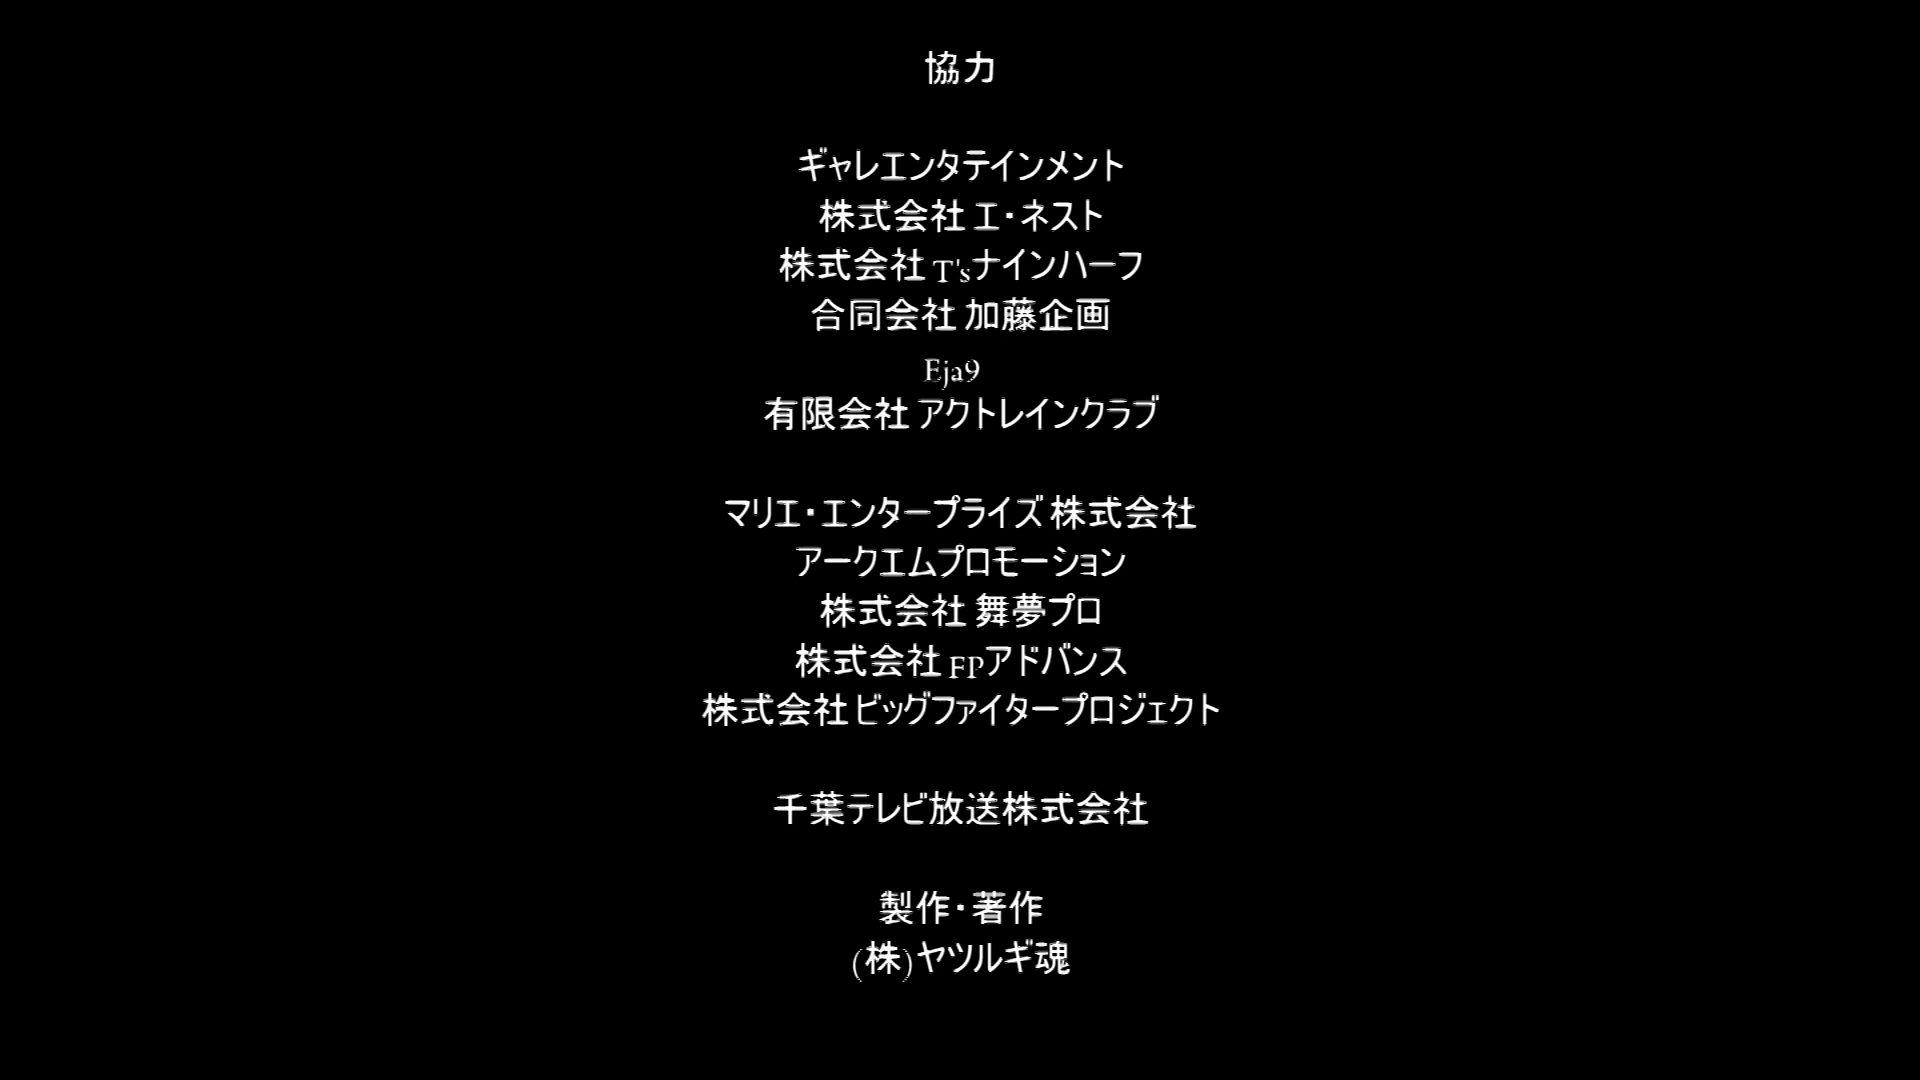 協力
ギャレエンタテインメント
株式会社 エ・ネスト
株式会社 T'sナインハーフ
合同会社 加藤企画
Eja9
有限会社 アクトレインクラブ
マリエ・エンタープライズ 株式会社
アークエムプロモーション
株式会社 舞夢プロ
株式会社 FPアドバンス
株式会社 ビッグファイタープロジェクト
千葉テレビ放送株式会社
製作・著作
(株)ヤツルギ魂